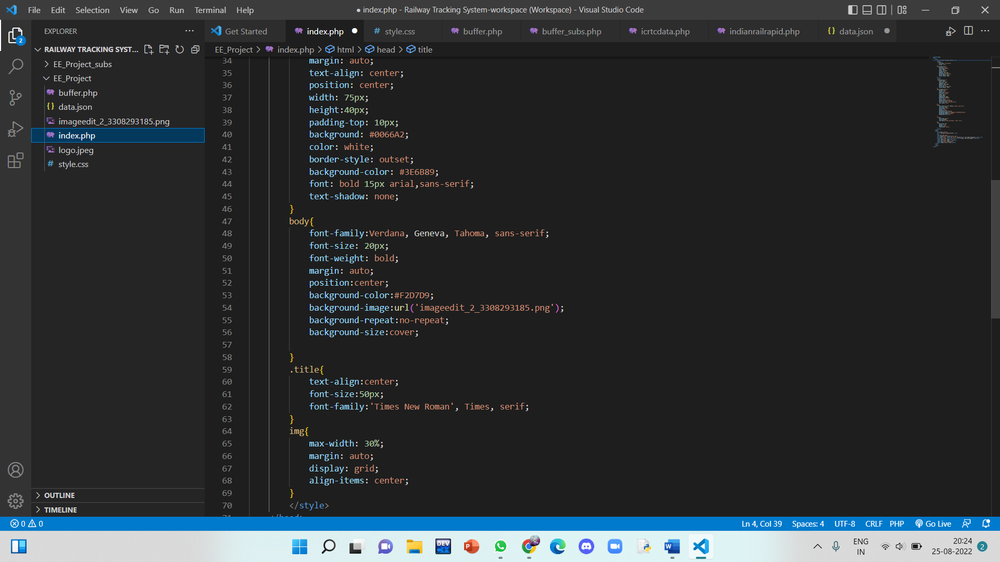 File Edit Selection View Go Run Terminal Help
● index.php - Railway Tracking System-workspace (Workspace) - Visual Studio Code
2
EXPLORER ···
RAILWAY TRACKING SYST...
EE_Project_subs
EE_Project
buffer.php
data.json
imageedit_2_3308293185.png
index.php
logo.jpeg
style.css
OUTLINE
TIMELINE
Get Started index.php style.css buffer.php buffer_subs.php icrtcdata.php indianrailrapid.php data.json
EE_Project > index.php > html > head > title
34 margin: auto;
35 text-align: center;
36 position: center;
37 width: 75px;
38 height:40px;
39 padding-top: 10px;
40 background: #0066A2;
41 color: white;
42 border-style: outset;
43 background-color: #3E6B89;
44 font: bold 15px arial,sans-serif;
45 text-shadow: none;
46 }
47 body{
48 font-family:Verdana, Geneva, Tahoma, sans-serif;
49 font-size: 20px;
50 font-weight: bold;
51 margin: auto;
52 position:center;
53 background-color:#F2D7D9;
54 background-image:url('imageedit_2_3308293185.png');
55 background-repeat:no-repeat;
56 background-size:cover;
57
58 }
59 .title{
60 text-align:center;
61 font-size:50px;
62 font-family:'Times New Roman', Times, serif;
63 }
64 img{
65 max-width: 30%;
66 margin: auto;
67 display: grid;
68 align-items: center;
69 }
70 </style>
71 </head>
0 0 Ln 4, Col 39 Spaces: 4 UTF-8 CRLF PHP Go Live
DEV C++
ENG
IN
20:24
25-08-2022
2